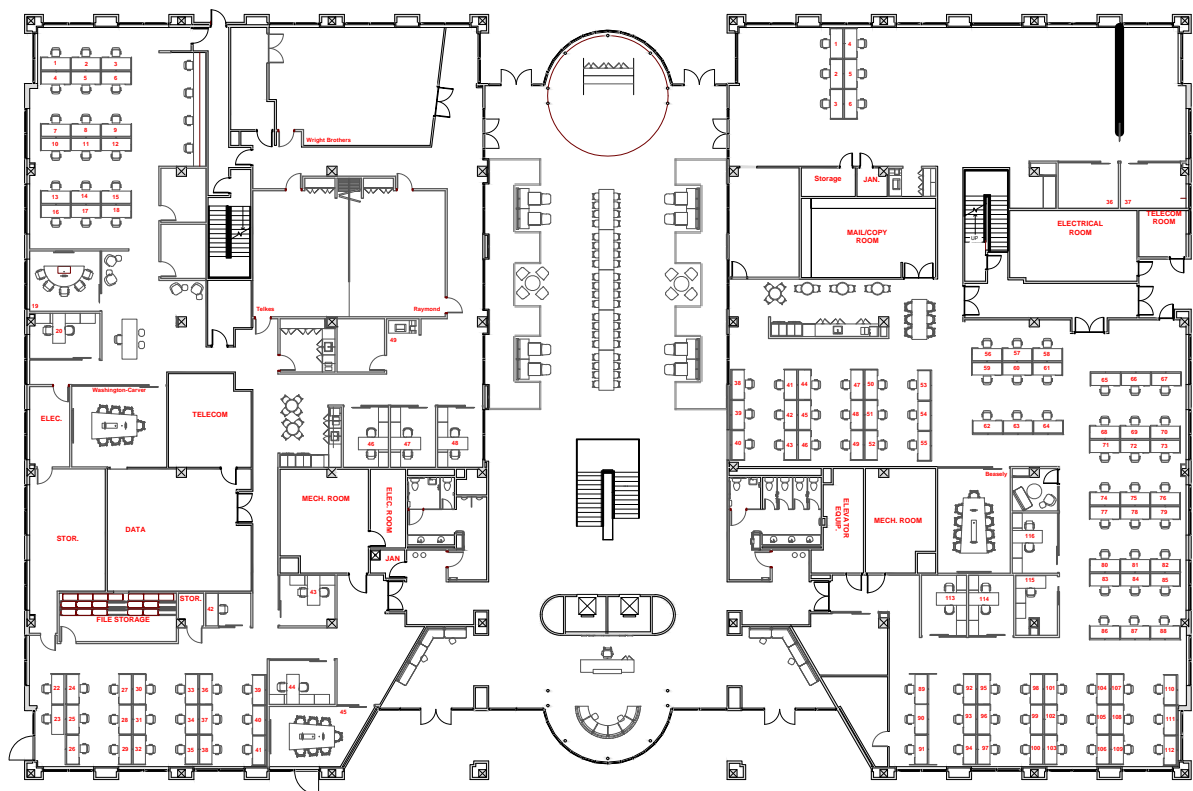 1 2 3
4 5 6
7 8 9
10 11 12
13 14 15
16 17 18
19
20
Wright Brothers
Telkes
Raymond
49
Washington-Carver
ELEC.
TELECOM
46 47 48
STOR.
DATA
MECH. ROOM
ELEC. ROOM
JAN.
STOR.
FILE STORAGE
42
43
44
45
22 24 27 30 33 36 39
23 25 28 31 34 37 40
26 29 32 35 38 41
1 4
2 5
3 6
Storage
JAN.
36 37
MAIL/COPY
ROOM
UP
ELECTRICAL
ROOM
TELECOM
ROOM
38 41 44 47 50 53
39 42 45 48 51 54
40 43 46 49 52 55
56 57 58
59 60 61
62 63 64
65 66 67
68 69 70
71 72 73
74 75 76
77 78 79
80 81 82
83 84 85
86 87 88
ELEVATOR
EQUIP.
MECH. ROOM
Beasely
116
115
113 114
89 92 95 98 101 104 107 110
90 93 96 99 102 105 108 111
91 94 97 100 103 106 109 112